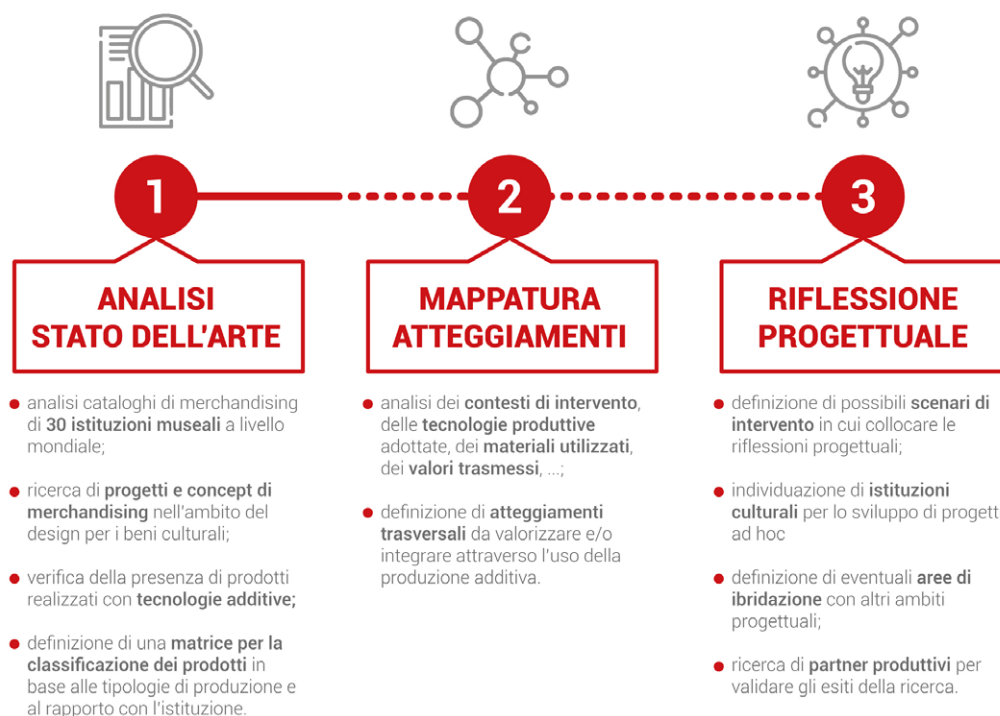 1
ANALISI
STATO DELL'ARTE
analisi cataloghi di merchandising
di 30 istituzioni museali a livello
mondiale;
ricerca di progetti e concept di
merchandising nell'ambito del
design per i beni culturali;
verifica della presenza di prodotti
realizzati con tecnologie additive;
definizione di una matrice per la
classificazione dei prodotti in
base alle tipologie di produzione e
al rapporto con l'istituzione.
2
MAPPATURA
ATTEGGIAMENTI
analisi dei contesti di intervento,
delle tecnologie produttive
adottate, dei materiali utilizzati,
dei valori trasmessi, ...;
definizione di atteggiamenti
trasversali da valorizzare e/o
integrare attraverso l'uso della
produzione additiva.
3
RIFLESSIONE
PROGETTUALE
definizione di possibili scenari di
intervento in cui collocare le
riflessioni progettuali;
individuazione di istituzioni
culturali per lo sviluppo di progett
ad hoc
definizione di eventuali aree di
ibridazione con altri ambiti
progettuali;
ricerca di partner produttivi per
validare gli esiti della ricerca.